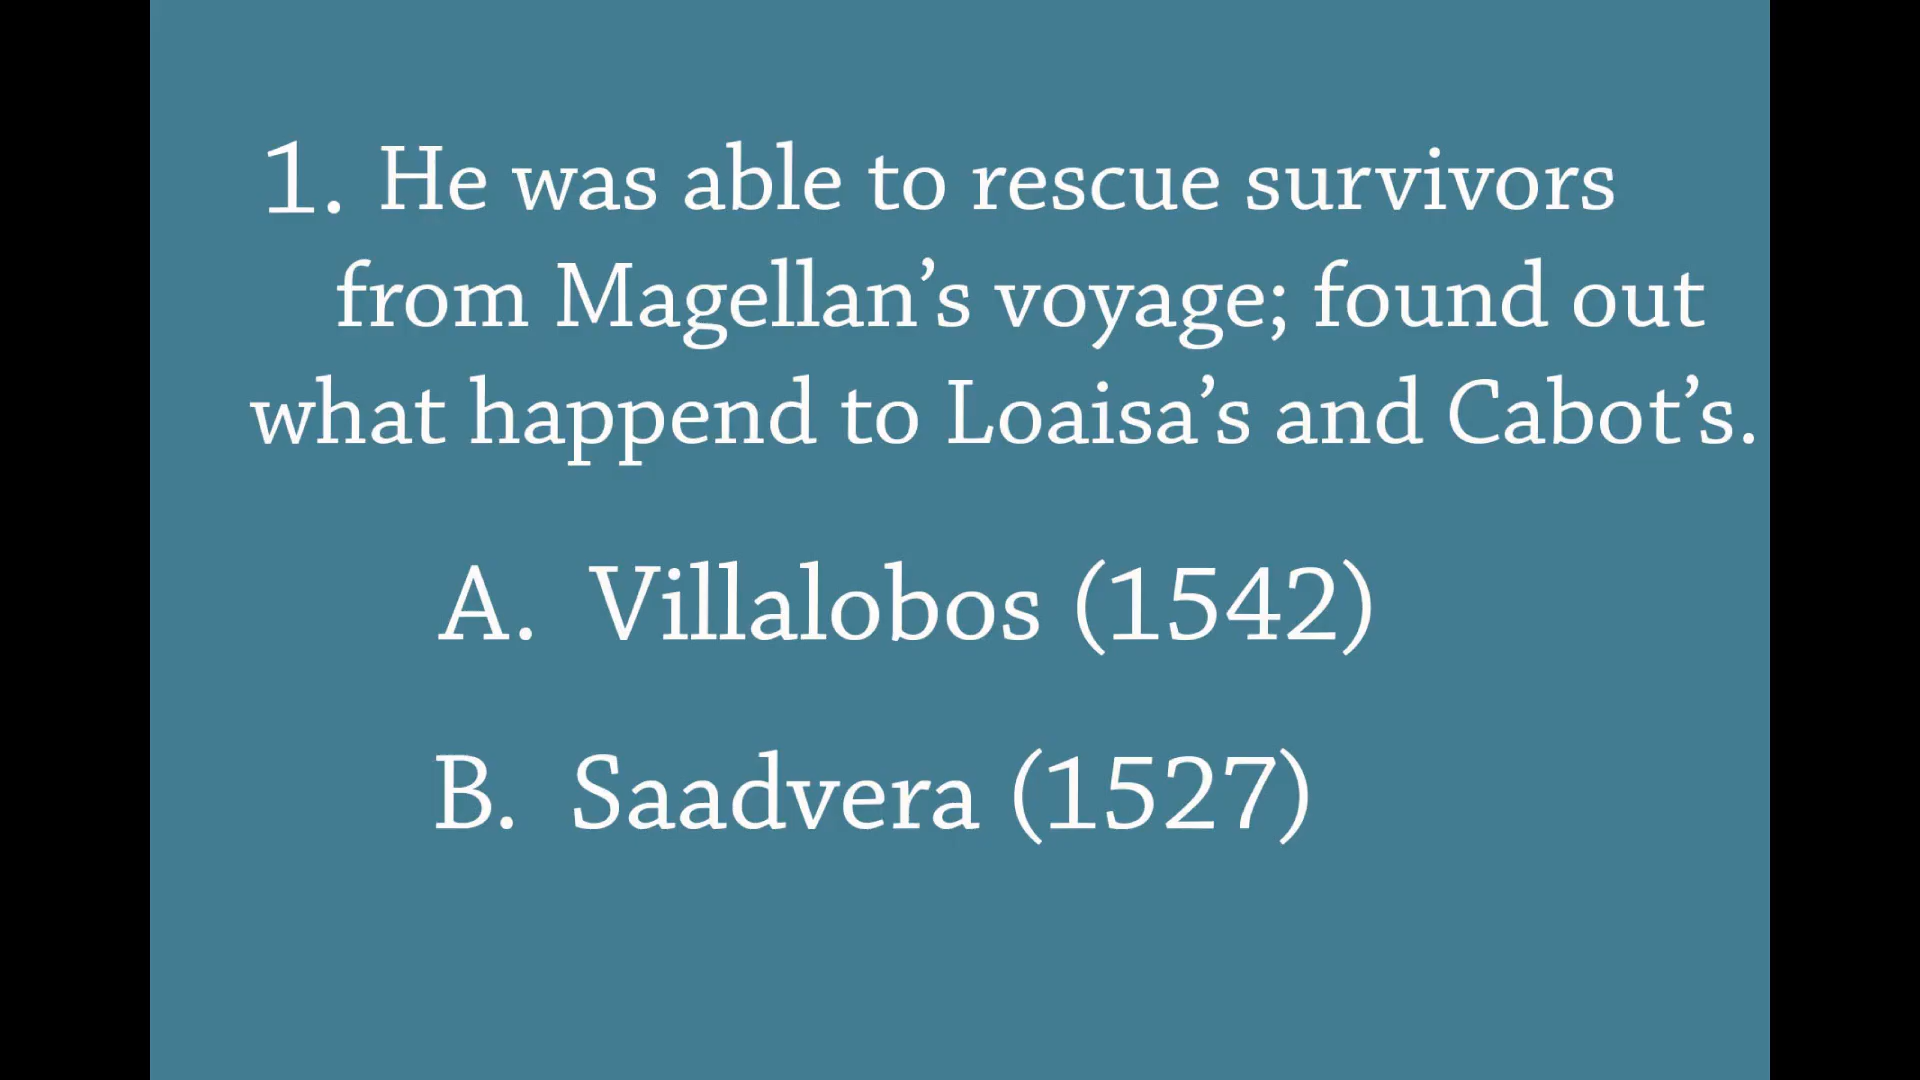 1. He was able to rescue survivors
from Magellan’s voyage; found out
what happend to Loaisa’s and Cabot’s.
A. Villalobos (1542)
B. Saadvera (1527)